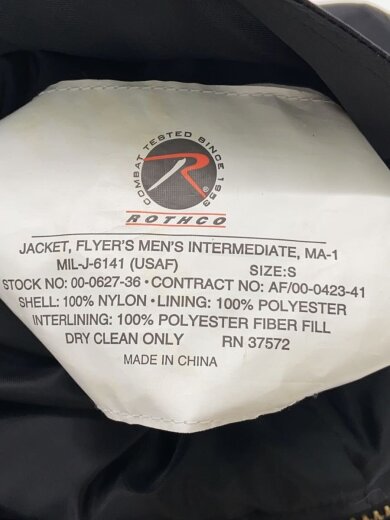 COMBAT TESTED SINCE 1953
R®
ROTHCO
JACKET, FLYER'S MEN'S INTERMEDIATE, MA-1
MIL-J-6141 (USAF) SIZE:S
STOCK NO: 00-0627-36 • CONTRACT NO: AF/00-0423-41
SHELL: 100% NYLON • LINING: 100% POLYESTER
INTERLINING: 100% POLYESTER FIBER FILL
DRY CLEAN ONLY RN 37572
MADE IN CHINA